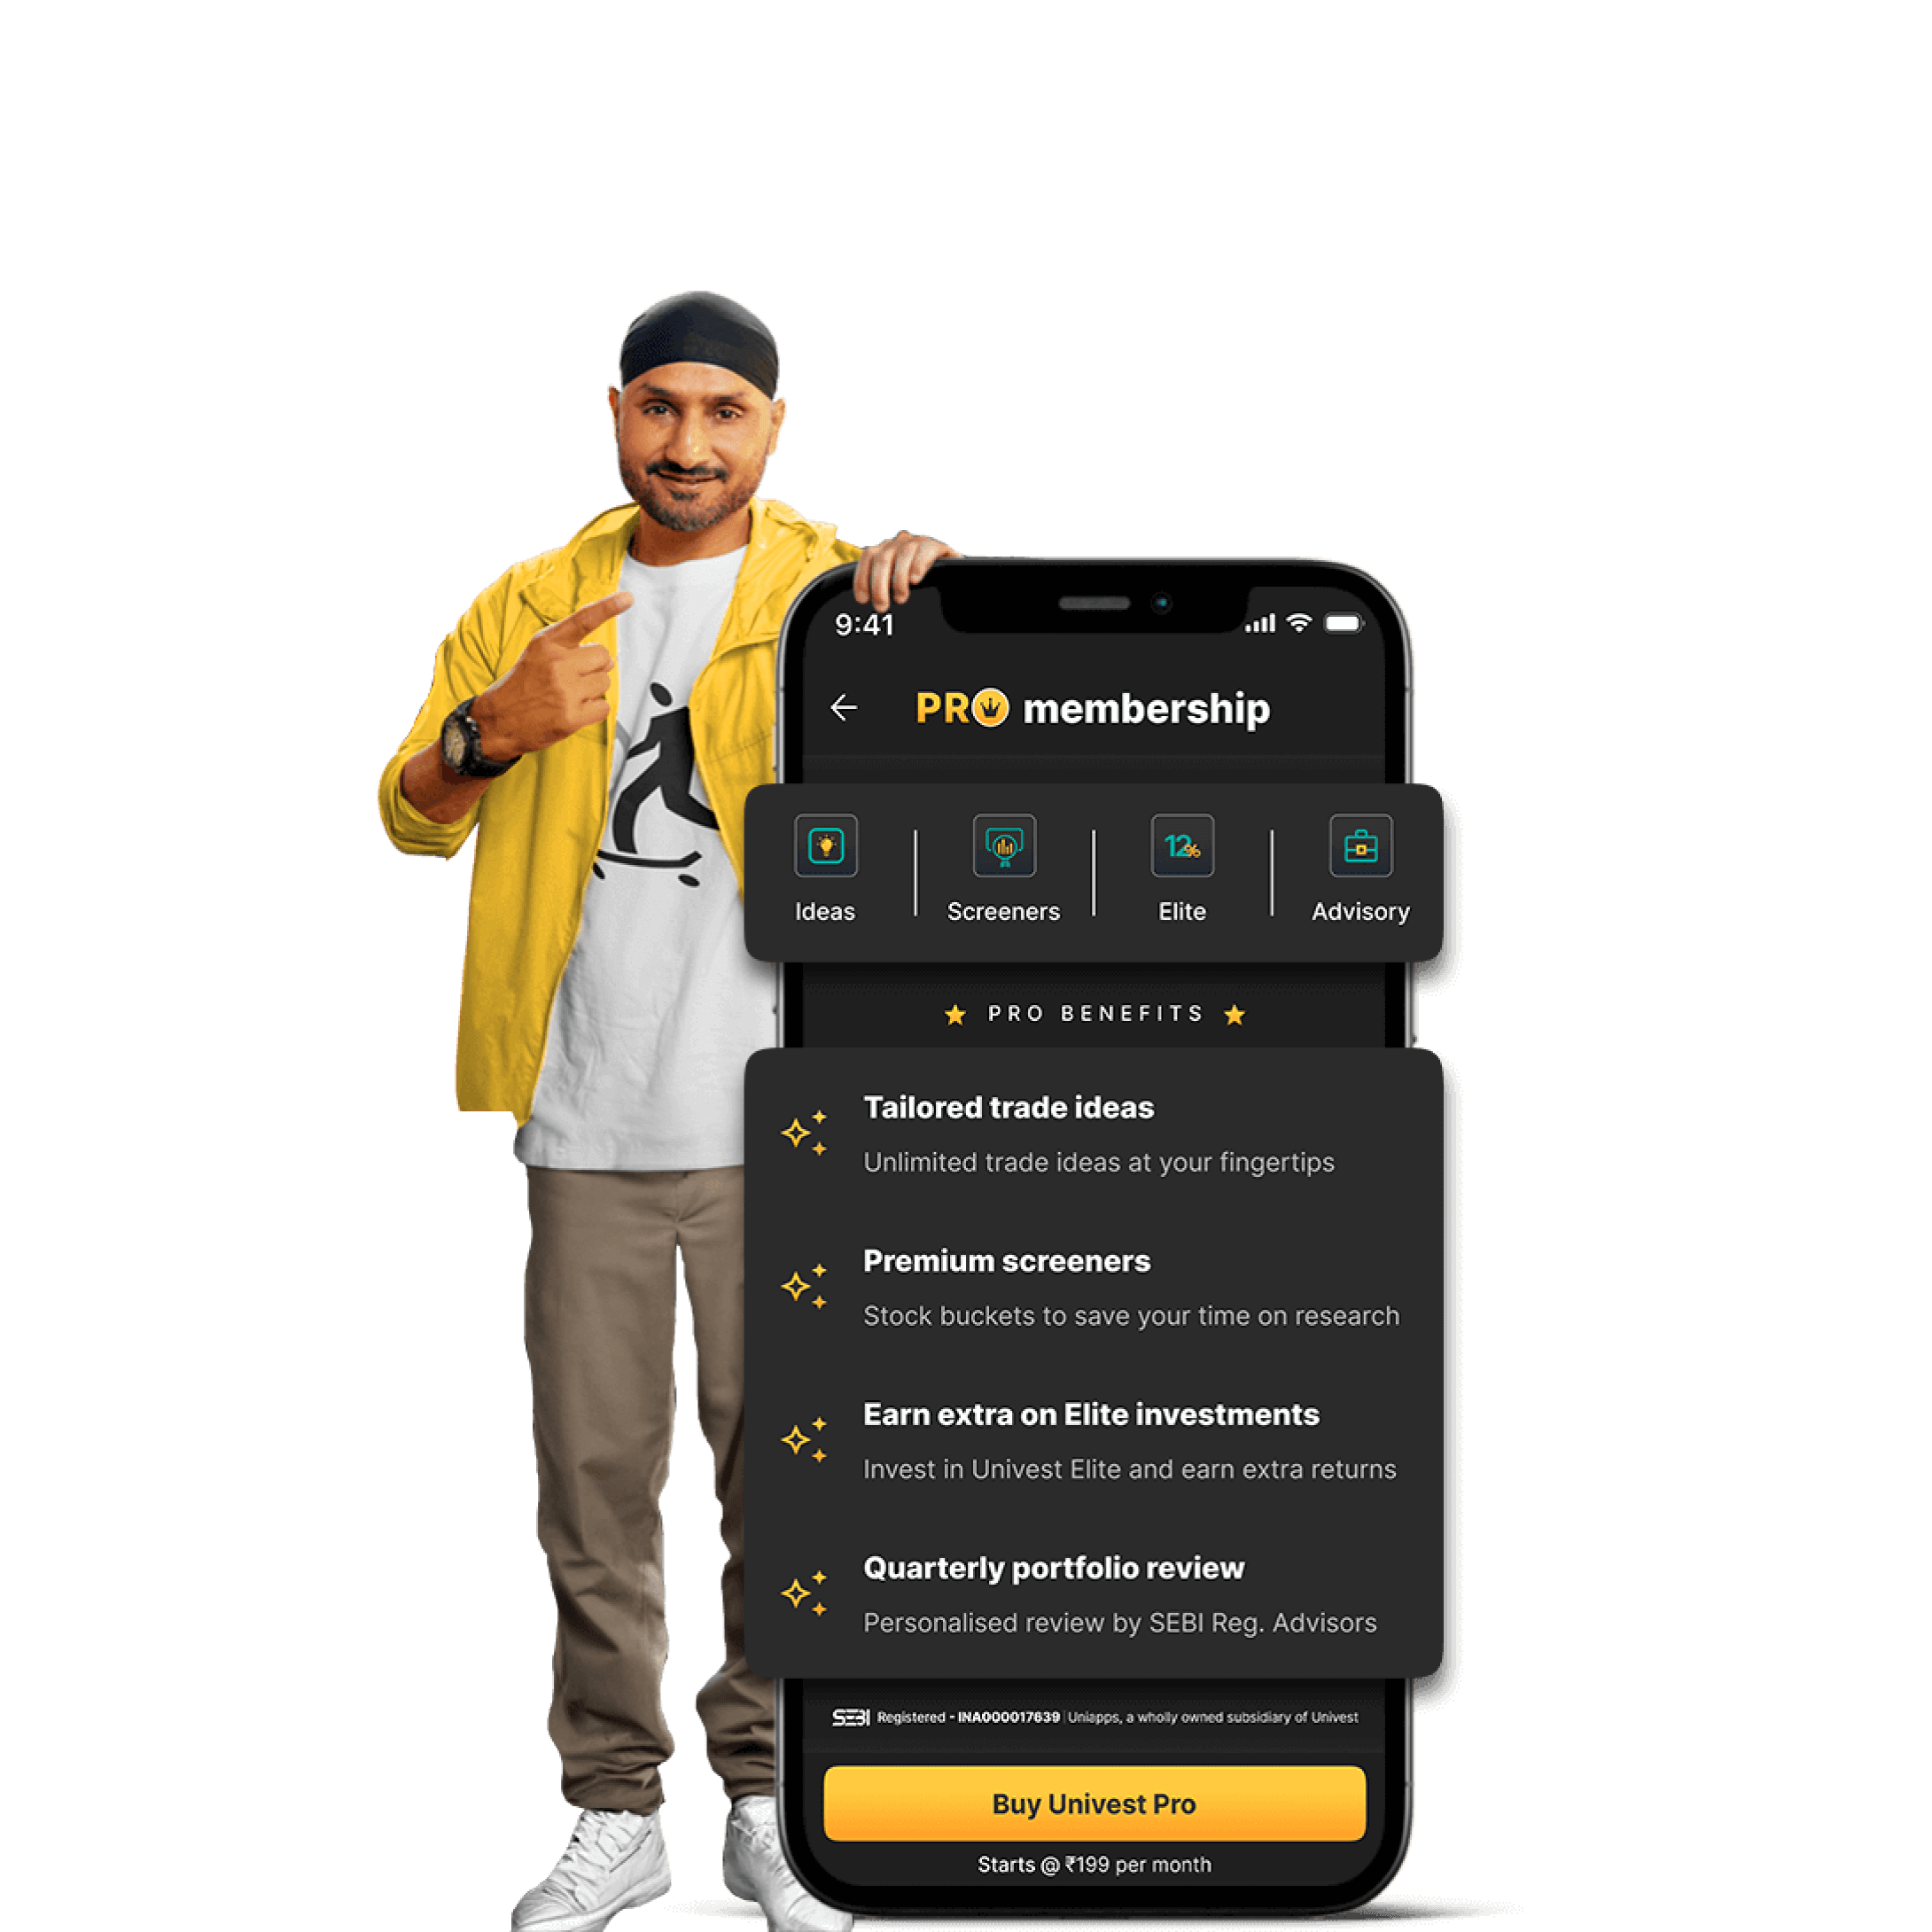 9:41
PRO membership
12%
Ideas
Screeners
Elite
Advisory
PRO BENEFITS
Tailored trade ideas
Unlimited trade ideas at your fingertips
Premium screeners
Stock buckets to save your time on research
Earn extra on Elite investments
Invest in Univest Elite and earn extra returns
Quarterly portfolio review
Personalised review by SEBI Reg. Advisors
SEBI Registered - INA000017639 | Uniapps, a wholly owned subsidiary of Univest
Buy Univest Pro
Starts @ ₹199 per month